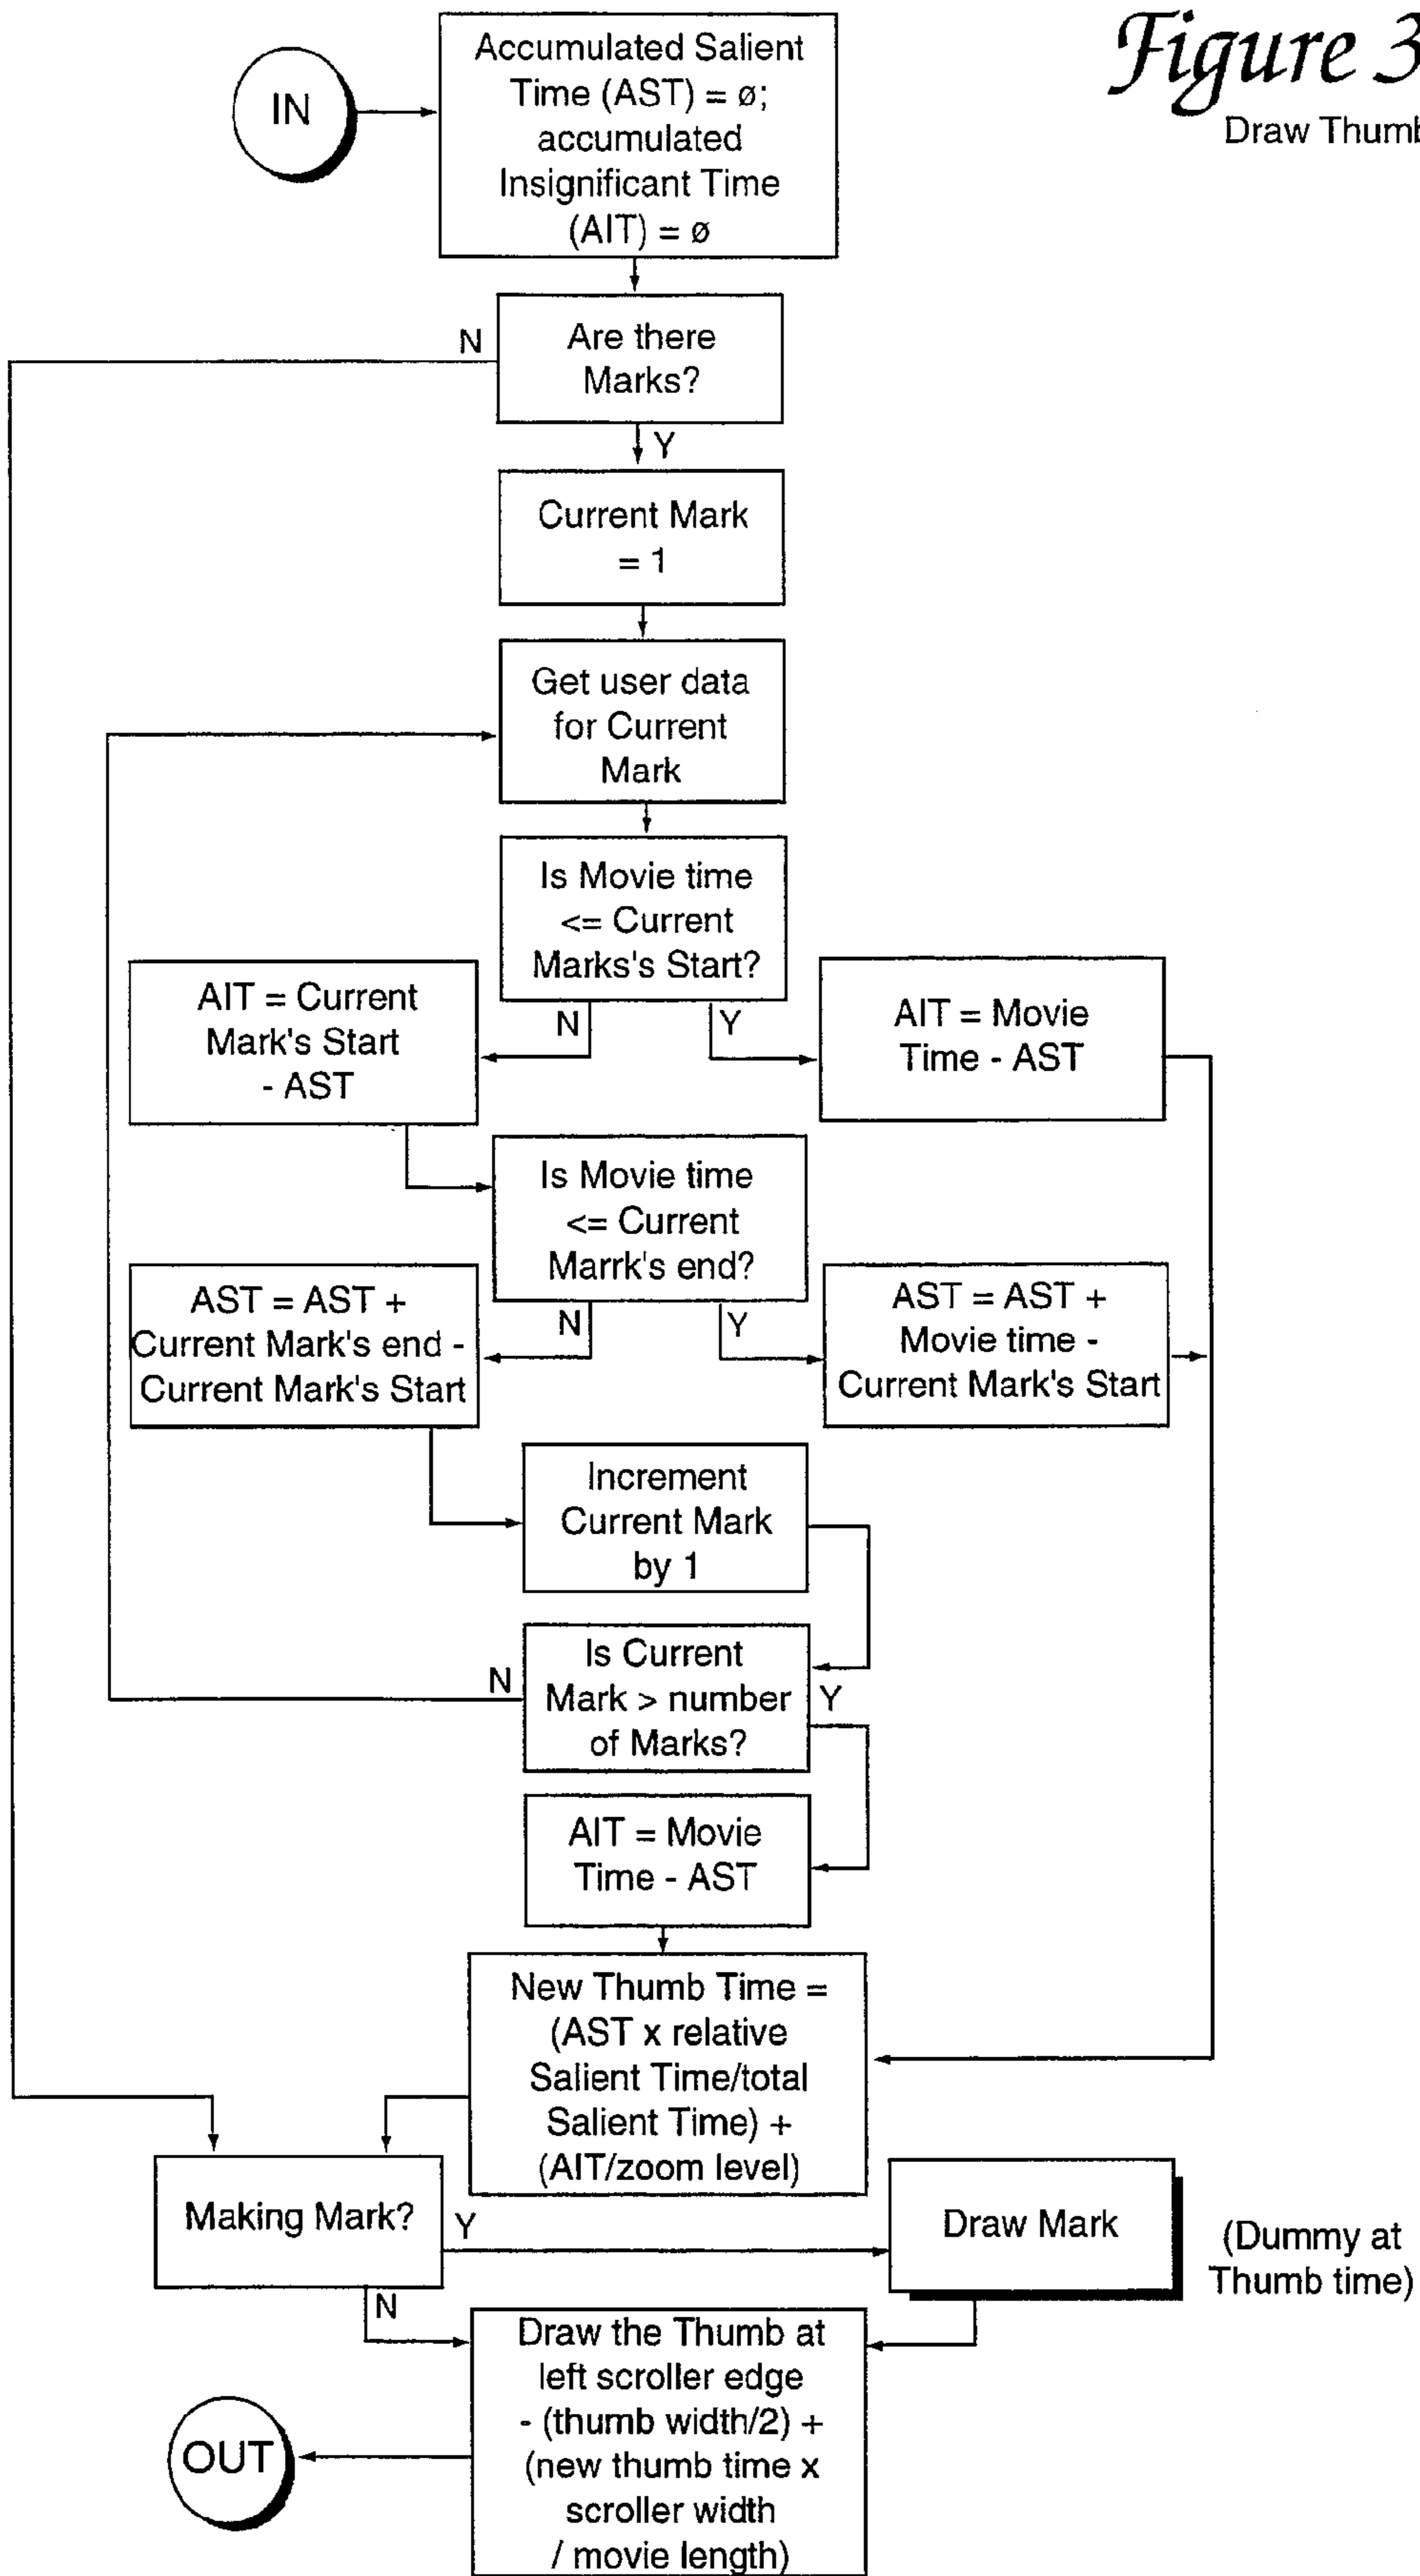 Figure 3
Draw Thumb
IN
Accumulated Salient
Time (AST) = ø;
accumulated
Insignificant Time
(AIT) = ø
Are there
Marks?
N
Y
Current Mark
= 1
Get user data
for Current
Mark
Is Movie time
<= Current
Marks's Start?
N
Y
AIT = Current
Mark's Start
- AST
AIT = Movie
Time - AST
Is Movie time
<= Current
Marrk's end?
N
Y
AST = AST +
Current Mark's end -
Current Mark's Start
AST = AST +
Movie time -
Current Mark's Start
Increment
Current Mark
by 1
Is Current
Mark > number
of Marks?
N
Y
AIT = Movie
Time - AST
New Thumb Time =
(AST x relative
Salient Time/total
Salient Time) +
(AIT/zoom level)
Making Mark?
Y
N
Draw Mark
(Dummy at
Thumb time)
Draw the Thumb at
left scroller edge
- (thumb width/2) +
(new thumb time x
scroller width
/ movie length)
OUT